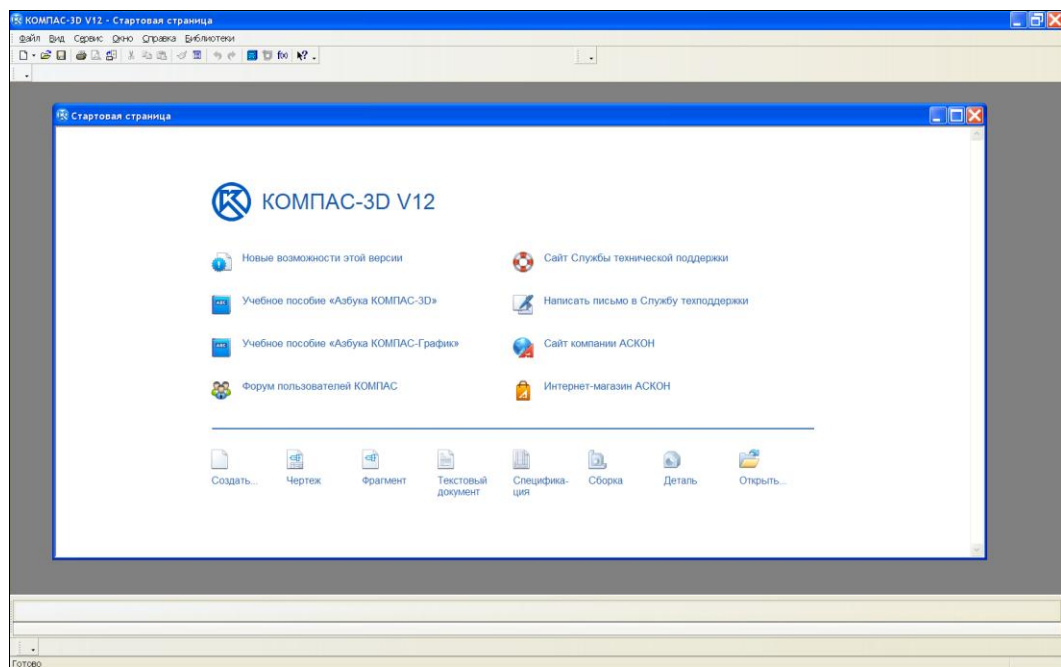 КОМПАС-3D V12 - Стартовая страница
Файл Вид Сервис Окно Справка Библиотеки
f(x)
Стартовая страница
КОМПАС-3D V12
Новые возможности этой версии
Сайт Службы технической поддержки
Учебное пособие «Азбука КОМПАС-3D»
Написать письмо в Службу техподдержки
Учебное пособие «Азбука КОМПАС-График»
Сайт компании АСКОН
Форум пользователей КОМПАС
Интернет-магазин АСКОН
Создать... Чертеж Фрагмент Текстовый документ Специфика-ция Сборка Деталь Открыть...
Готово